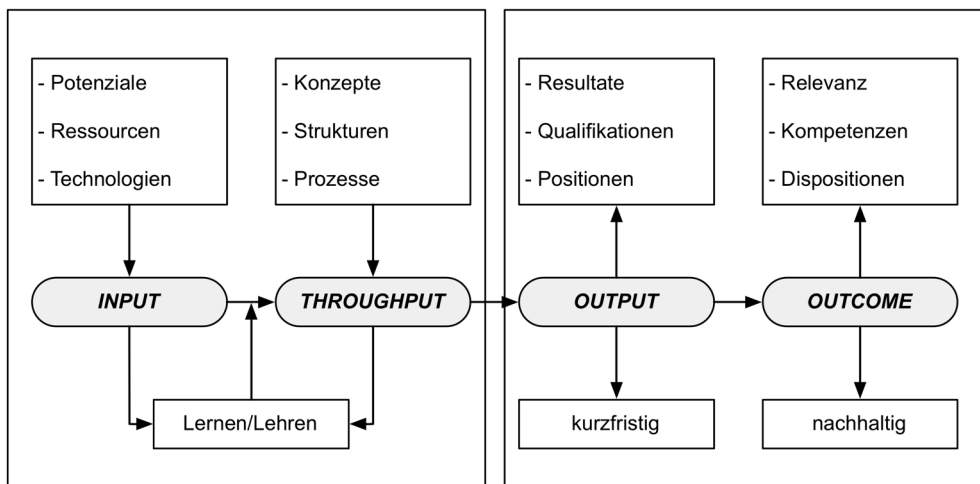 - Potenziale
- Ressourcen
- Technologien
- Konzepte
- Strukturen
- Prozesse
- Resultate
- Qualifikationen
- Positionen
- Relevanz
- Kompetenzen
- Dispositionen
INPUT
THROUGHPUT
OUTPUT
OUTCOME
Lernen/Lehren
kurzfristig
nachhaltig